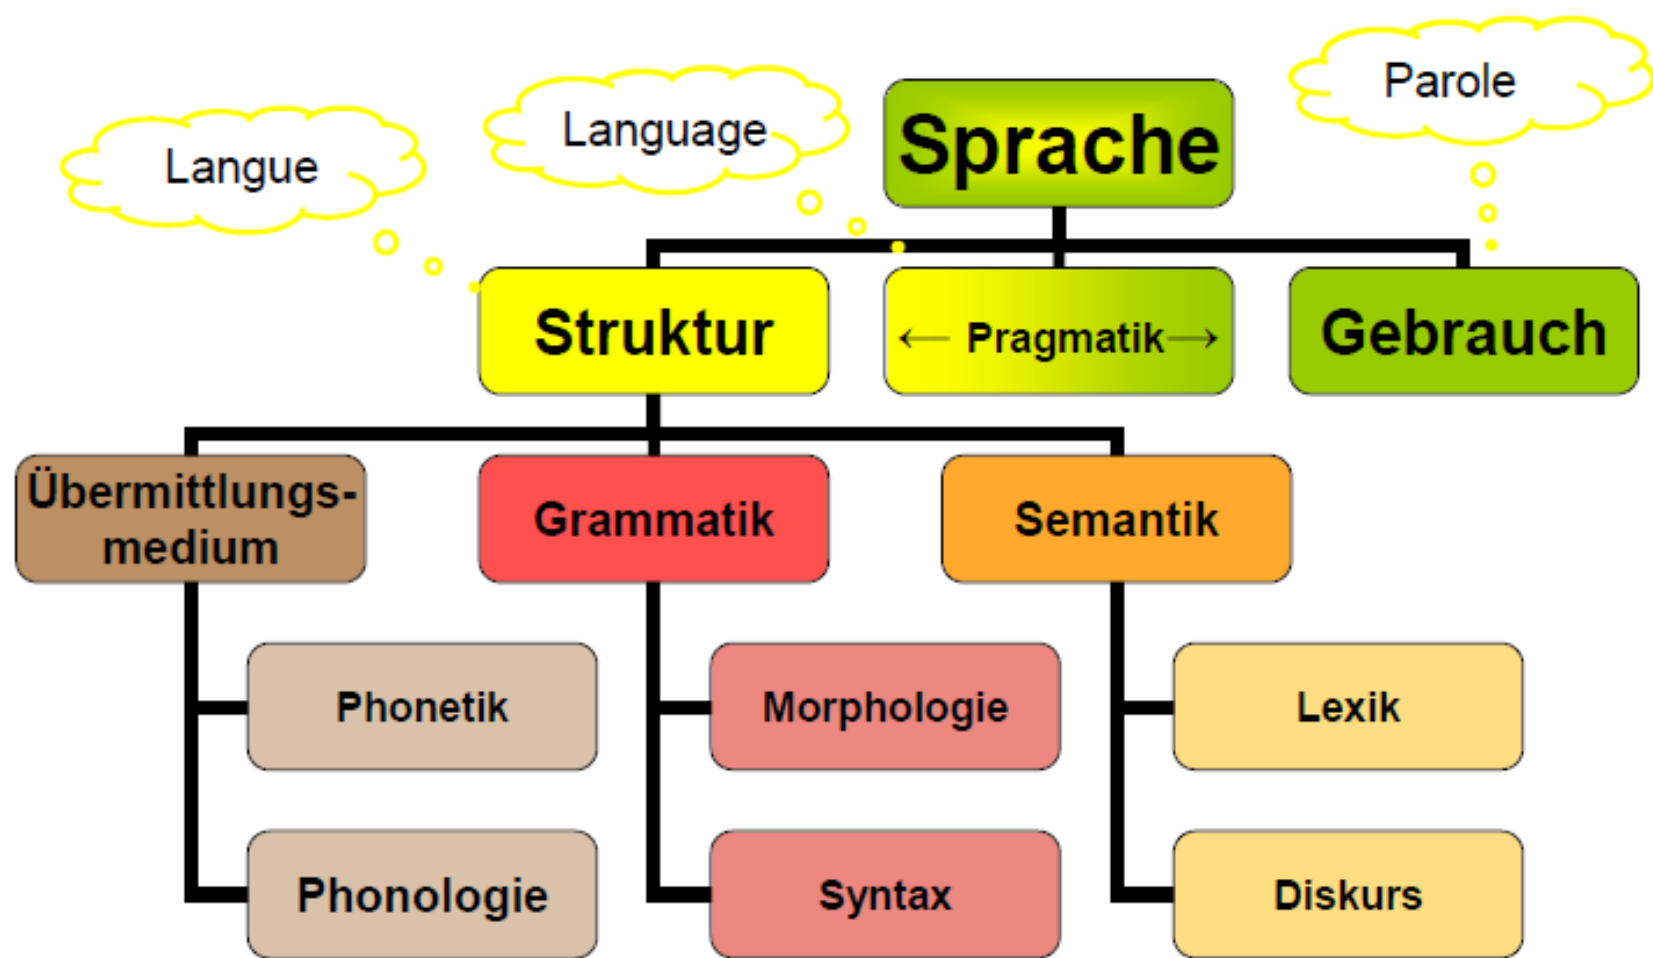 Parole
Language
Sprache
Langue
Struktur
← Pragmatik →
Gebrauch
Übermittlungs-
medium
Grammatik
Semantik
Phonetik
Morphologie
Lexik
Phonologie
Syntax
Diskurs